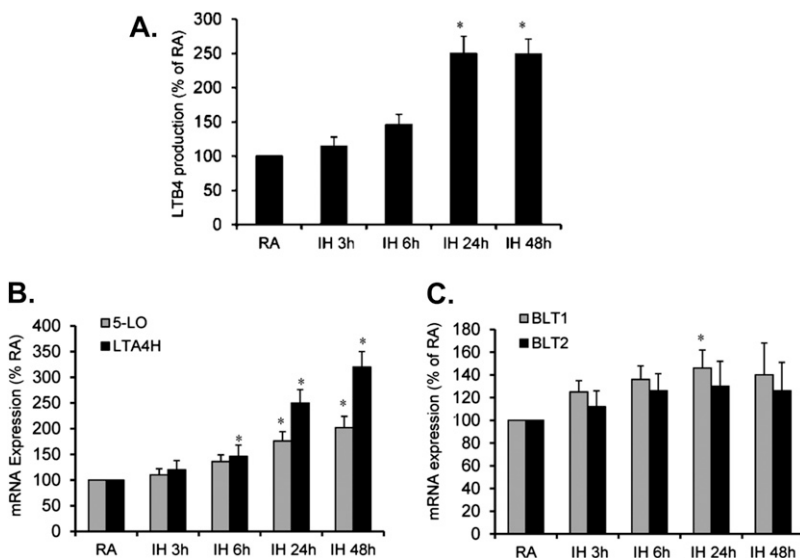 A.
LTB4 production (% of RA)
300
250
200
150
100
50
0
*
*
RA IH 3h IH 6h IH 24h IH 48h
B.
5-LO
LTA4H
mRNA Expression (% RA)
400
350
300
250
200
150
100
50
0
*
*
*
*
*
RA IH 3h IH 6h IH 24h IH 48h
C.
BLT1
BLT2
mRNA expression (% of RA)
180
160
140
120
100
80
60
40
20
0
*
RA IH 3h IH 6h IH 24h IH 48h